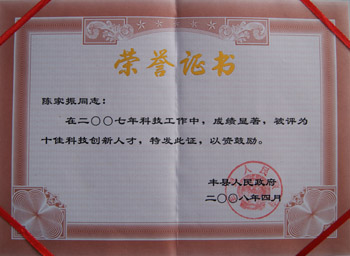 荣誉证书
陈家振同志:
在二〇〇七年科技工作中,成绩显著,被评为
十佳科技创新人才,特发此证,以资鼓励。
丰县人民政府
二〇〇八年四月